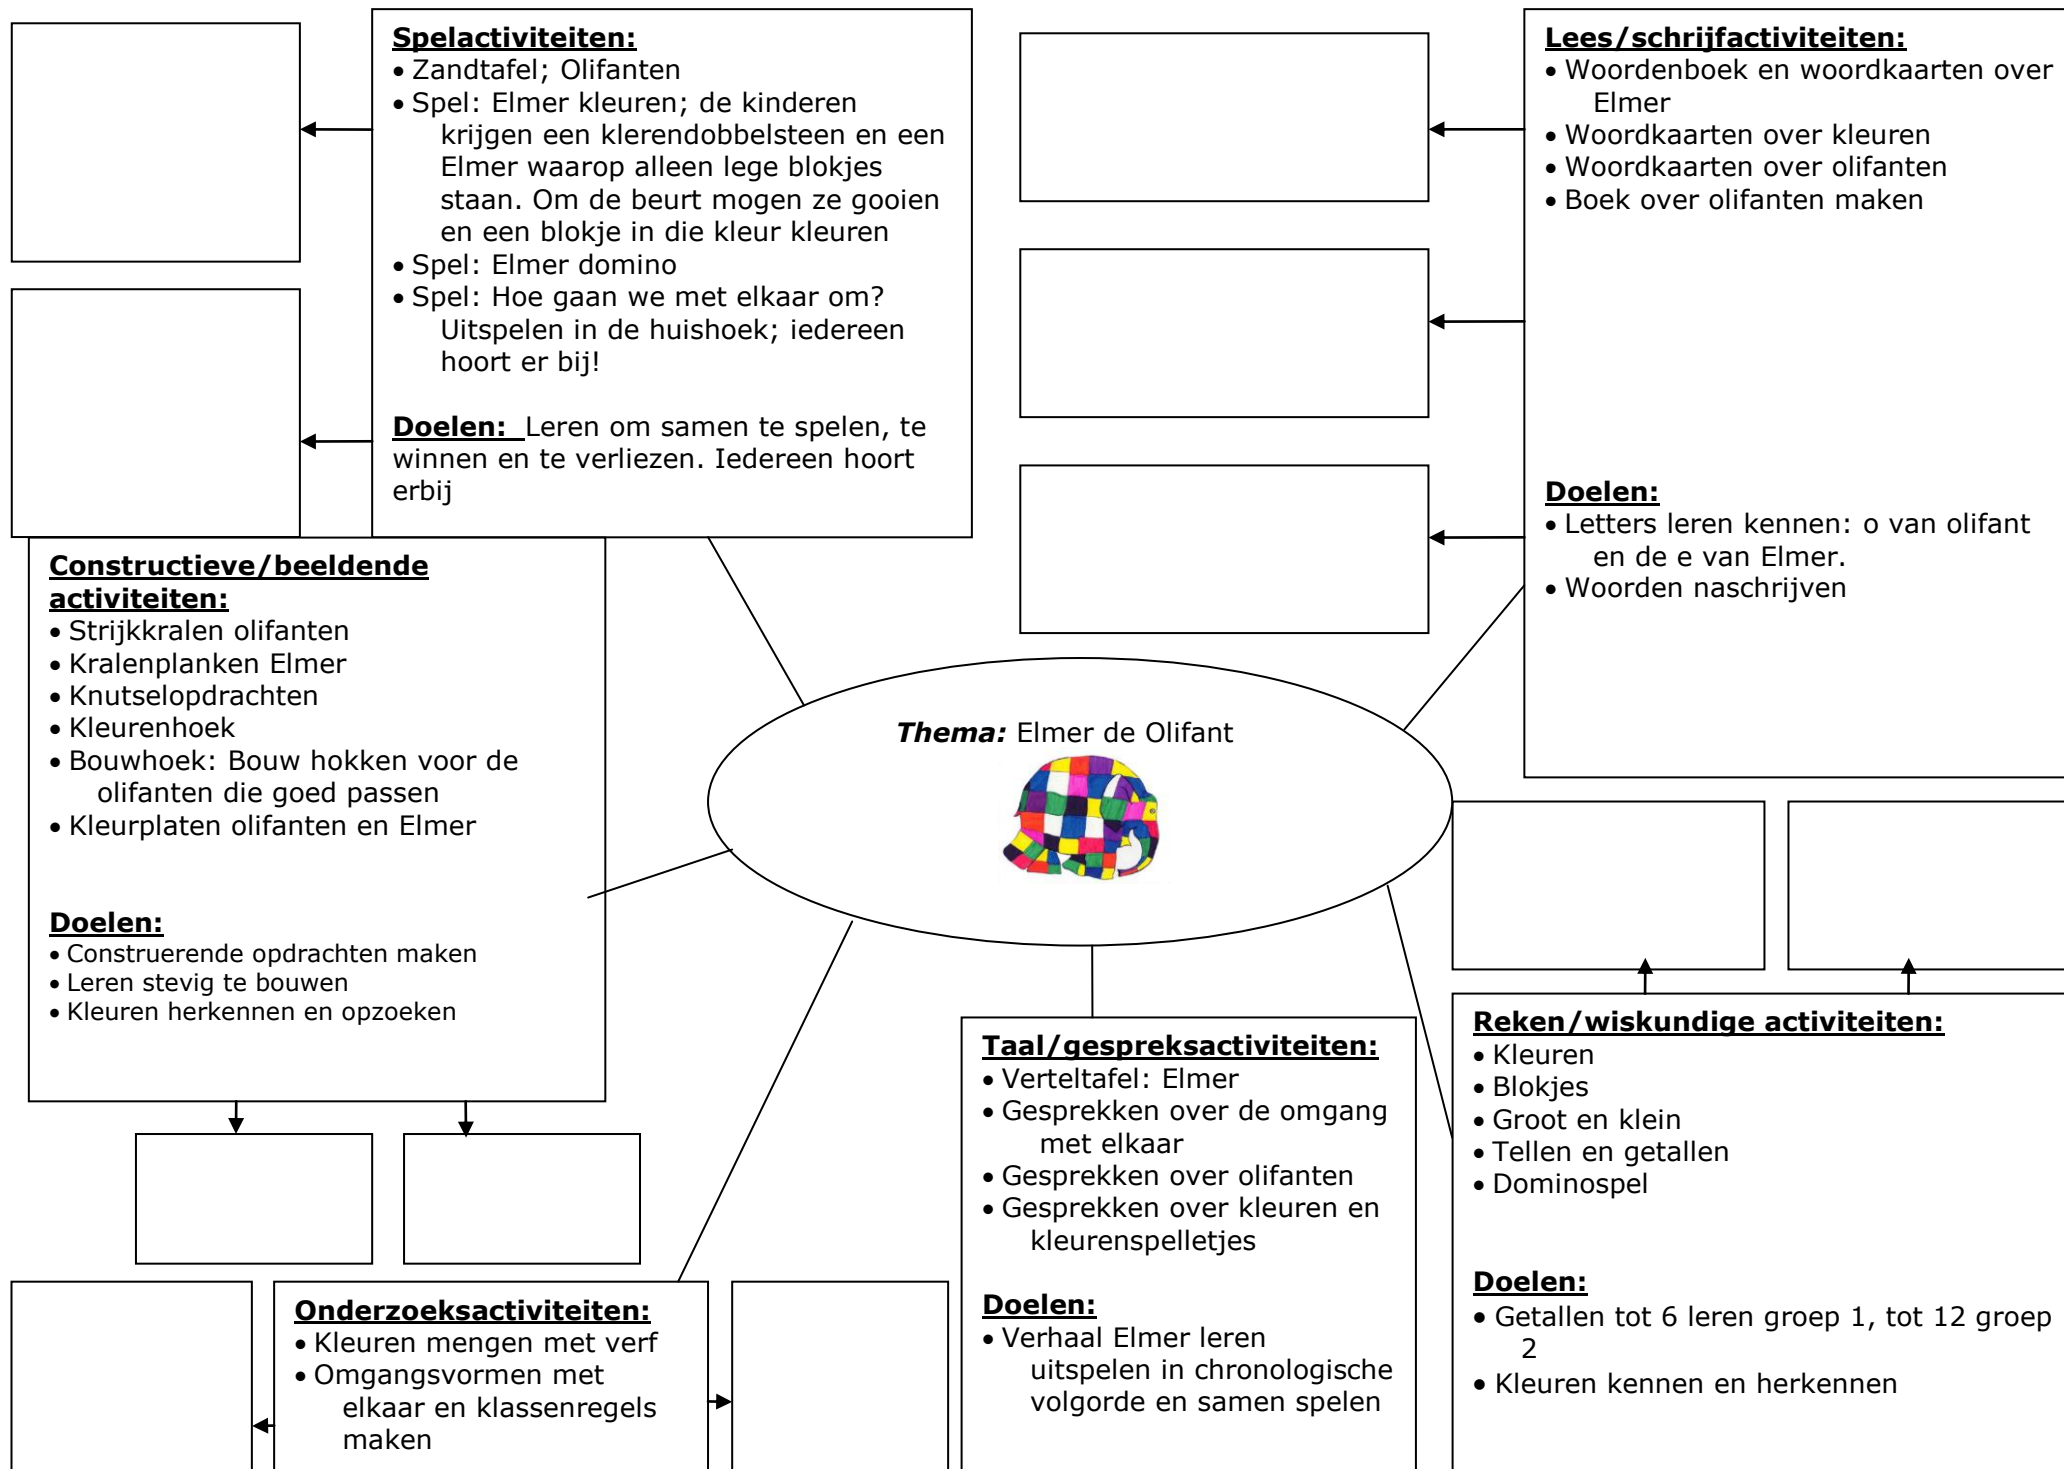 Spelactiviteiten:
• Zandtafel; Olifanten
• Spel: Elmer kleuren; de kinderen
krijgen een klerendobbelsteen en een
Elmer waarop alleen lege blokjes
staan. Om de beurt mogen ze gooien
en een blokje in die kleur kleuren
• Spel: Elmer domino
• Spel: Hoe gaan we met elkaar om?
Uitspelen in de huishoek; iedereen
hoort er bij!
Doelen: Leren om samen te spelen, te
winnen en te verliezen. Iedereen hoort
erbij
Lees/schrijfactiviteiten:
• Woordenboek en woordkaarten over
Elmer
• Woordkaarten over kleuren
• Woordkaarten over olifanten
• Boek over olifanten maken
Doelen:
• Letters leren kennen: o van olifant
en de e van Elmer.
• Woorden naschrijven
Constructieve/beeldende
activiteiten:
• Strijkkralen olifanten
• Kralenplanken Elmer
• Knutselopdrachten
• Kleurenhoek
• Bouwhoek: Bouw hokken voor de
olifanten die goed passen
• Kleurplaten olifanten en Elmer
Doelen:
• Construerende opdrachten maken
• Leren stevig te bouwen
• Kleuren herkennen en opzoeken
Thema: Elmer de Olifant
Onderzoeksactiviteiten:
• Kleuren mengen met verf
• Omgangsvormen met
elkaar en klassenregels
maken
Taal/gespreksactiviteiten:
• Verteltafel: Elmer
• Gesprekken over de omgang
met elkaar
• Gesprekken over olifanten
• Gesprekken over kleuren en
kleurenspelletjes
Doelen:
• Verhaal Elmer leren
uitspelen in chronologische
volgorde en samen spelen
Reken/wiskundige activiteiten:
• Kleuren
• Blokjes
• Groot en klein
• Tellen en getallen
• Dominospel
Doelen:
• Getallen tot 6 leren groep 1, tot 12 groep
2
• Kleuren kennen en herkennen